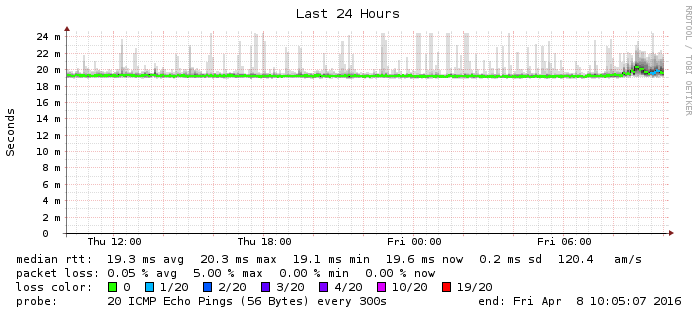 Last 24 Hours
RRDTOOL / TOBI OETIKER
Seconds
24 m
22 m
20 m
18 m
16 m
14 m
12 m
10 m
8 m
6 m
4 m
2 m
0
Thu 12:00 Thu 18:00 Fri 00:00 Fri 06:00
median rtt: 19.3 ms avg 20.3 ms max 19.1 ms min 19.6 ms now 0.2 ms sd 120.4 am/s
packet loss: 0.05 % avg 5.00 % max 0.00 % min 0.00 % now
loss color: 0 1/20 2/20 3/20 4/20 10/20 19/20
probe: 20 ICMP Echo Pings (56 Bytes) every 300s end: Fri Apr 8 10:05:07 2016